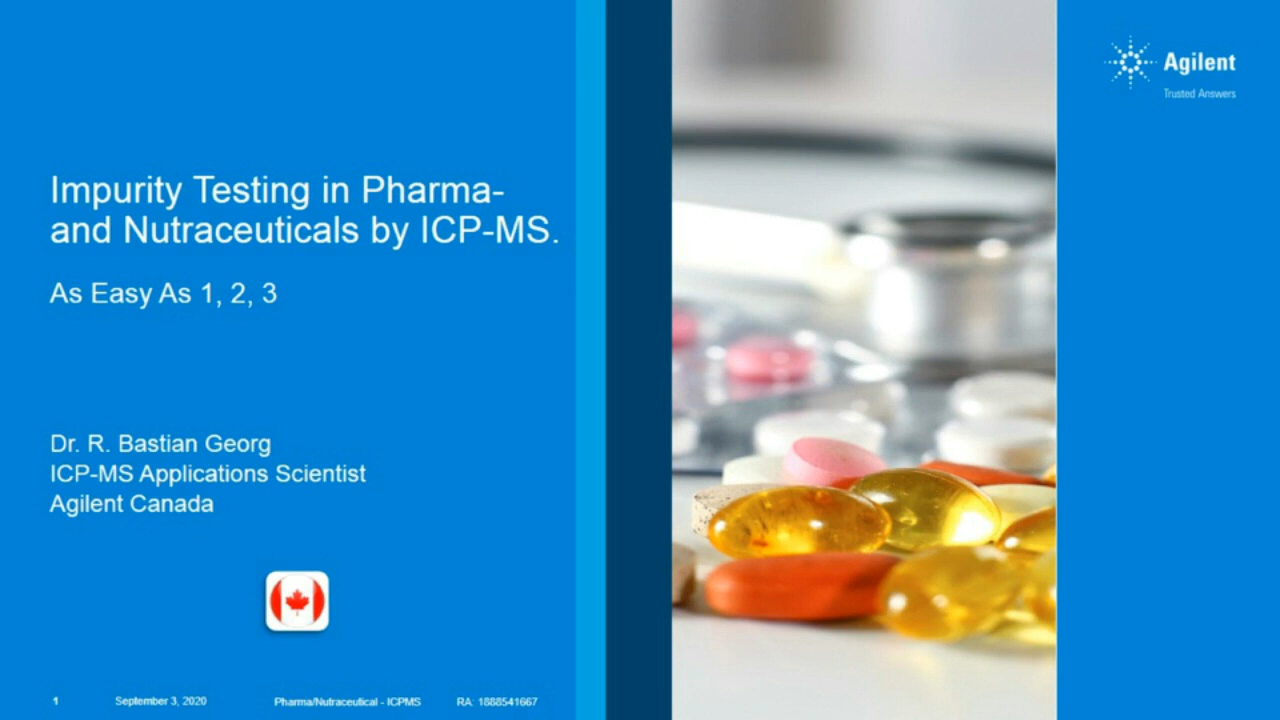 Agilent
Trusted Answers
Impurity Testing in Pharma-
and Nutraceuticals by ICP-MS.
As Easy As 1, 2, 3
Dr. R. Bastian Georg
ICP-MS Applications Scientist
Agilent Canada
1 September 3, 2020 Pharma/Nutraceutical - ICPMS RA: 1888541667